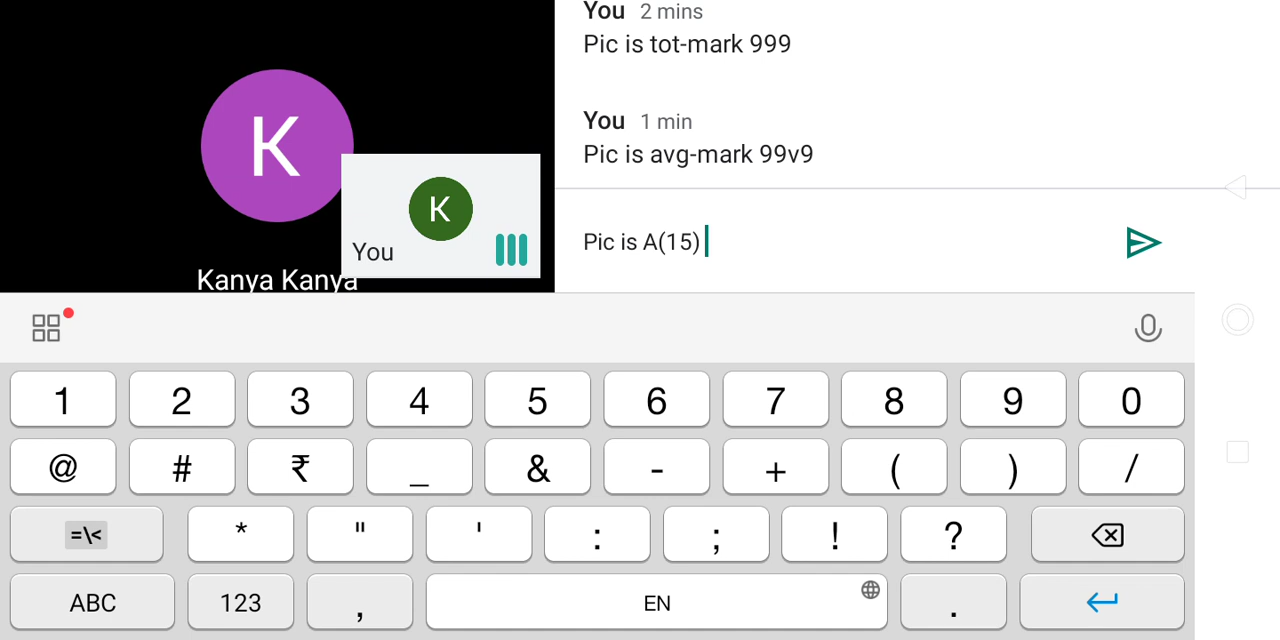 K
K
You
Kanya Kanya
You 2 mins
Pic is tot-mark 999
You 1 min
Pic is avg-mark 99v9
Pic is A(15)
1 2 3 4 5 6 7 8 9 0
@ # ₹ _ & - + ( ) /
=\< * " ' : ; ! ?
ABC 123 , EN .